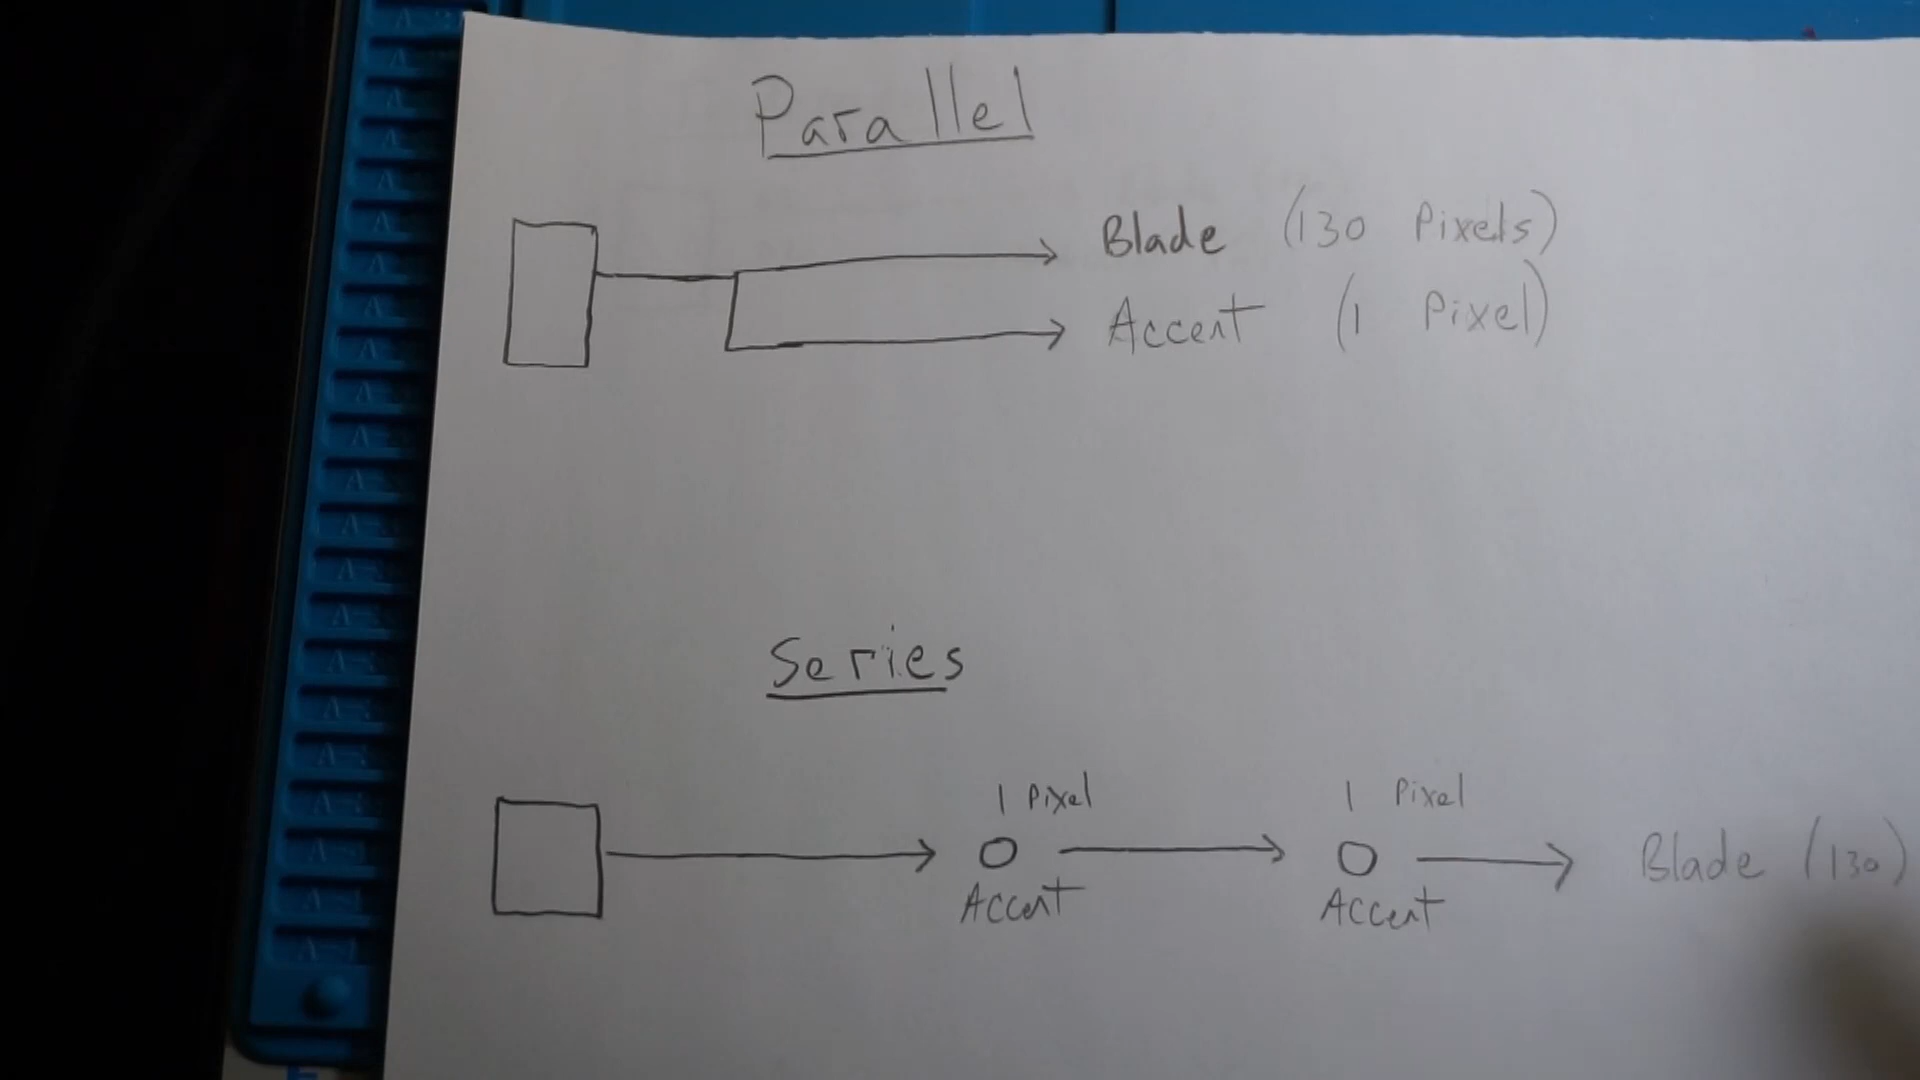 Parallel
Blade (130 Pixels)
Accent (1 Pixel)
Series
1 Pixel 1 Pixel
Blade (130)
Accent Accent